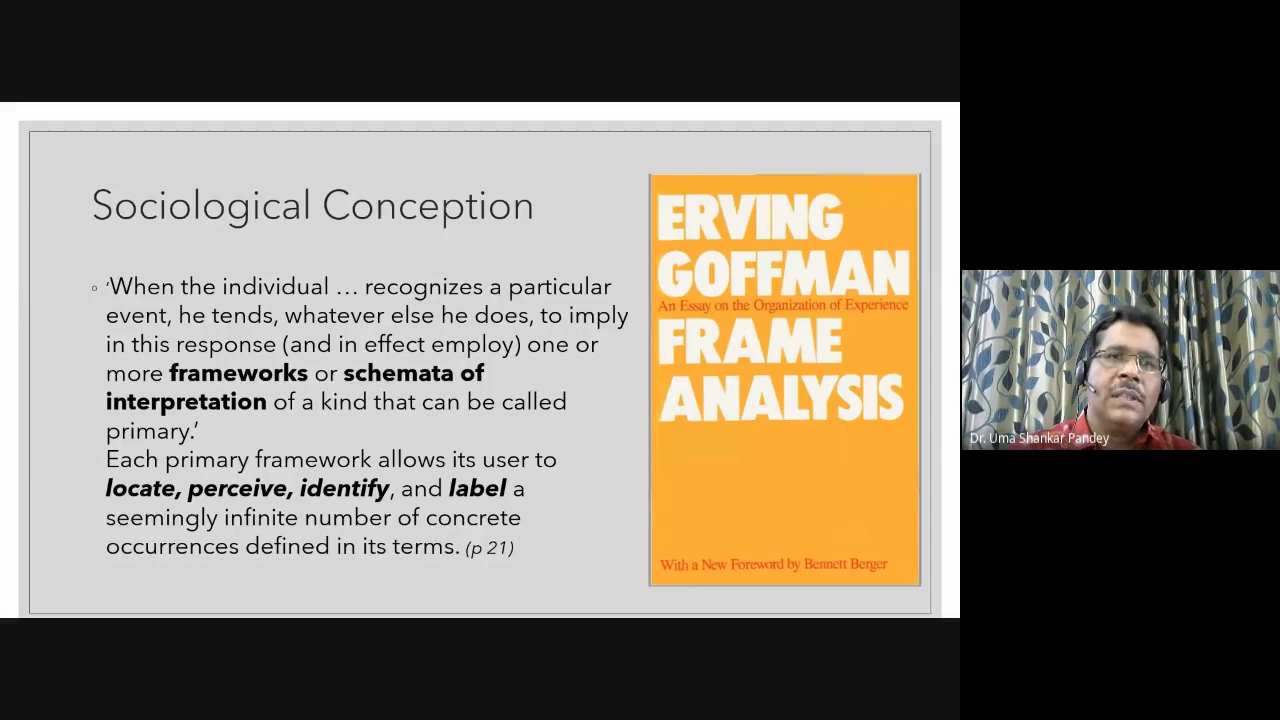 Sociological Conception
◦ ‘When the individual … recognizes a particular
event, he tends, whatever else he does, to imply
in this response (and in effect employ) one or
more frameworks or schemata of
interpretation of a kind that can be called
primary.’
Each primary framework allows its user to
locate, perceive, identify, and label a
seemingly infinite number of concrete
occurrences defined in its terms. (p 21)
ERVING
GOFFMAN
An Essay on the Organization of Experience
FRAME
ANALYSIS
With a New Foreword by Bennett Berger
Dr. Uma Shankar Pandey